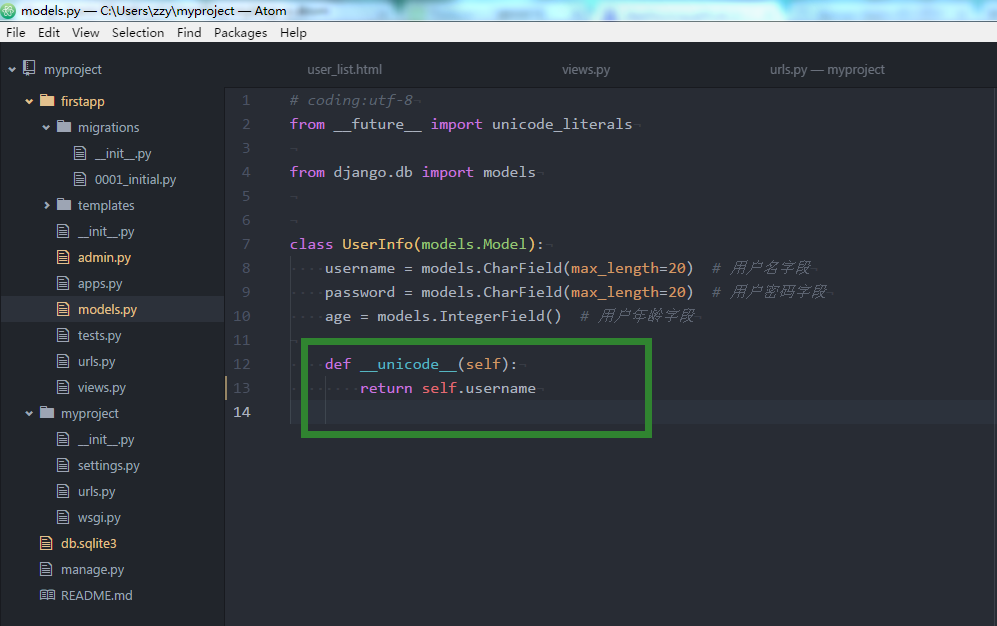 models.py — C:\Users\zzy\myproject — Atom
File Edit View Selection Find Packages Help
myproject
firstapp
migrations
__init__.py
0001_initial.py
templates
__init__.py
admin.py
apps.py
models.py
tests.py
urls.py
views.py
myproject
__init__.py
settings.py
urls.py
wsgi.py
db.sqlite3
manage.py
README.md
user_list.html views.py urls.py — myproject
1 # coding:utf-8
2 from __future__ import unicode_literals
3
4 from django.db import models
5
6
7 class UserInfo(models.Model):
8 username = models.CharField(max_length=20) # 用户名字段
9 password = models.CharField(max_length=20) # 用户密码字段
10 age = models.IntegerField() # 用户年龄字段
11
12 def __unicode__(self):
13 return self.username
14